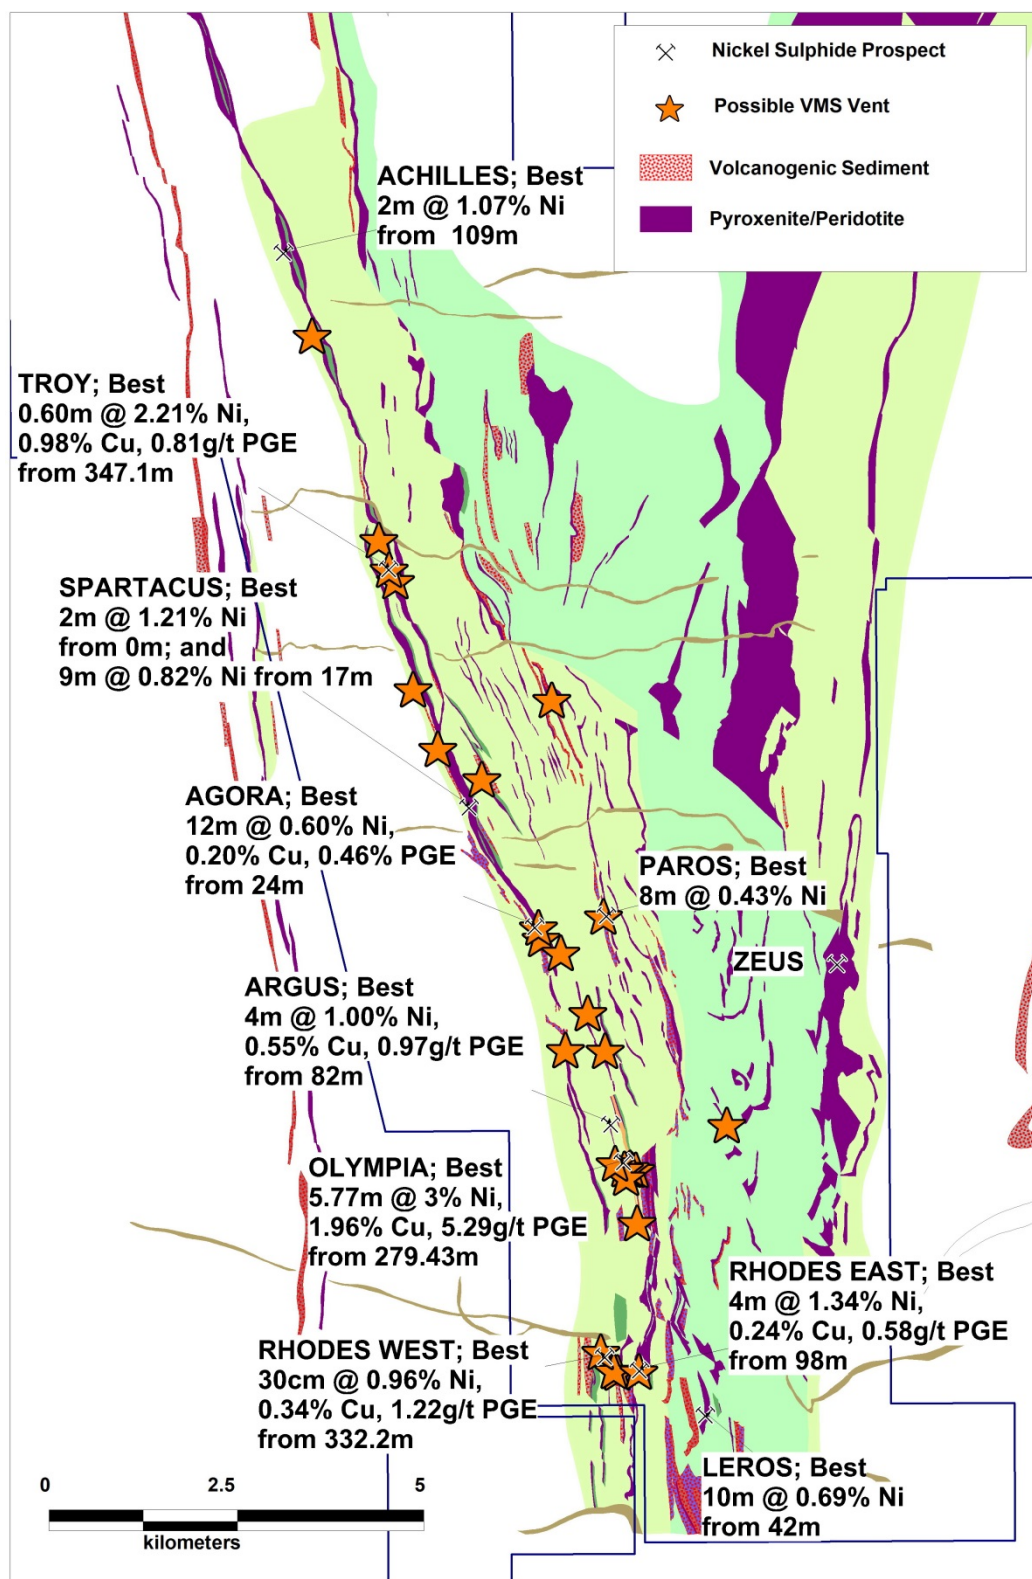 Nickel Sulphide Prospect
Possible VMS Vent
Volcanogenic Sediment
Pyroxenite/Peridotite
ACHILLES; Best
2m @ 1.07% Ni
from 109m
TROY; Best
0.60m @ 2.21% Ni,
0.98% Cu, 0.81g/t PGE
from 347.1m
SPARTACUS; Best
2m @ 1.21% Ni
from 0m; and
9m @ 0.82% Ni from 17m
AGORA; Best
12m @ 0.60% Ni,
0.20% Cu, 0.46% PGE
from 24m
PAROS; Best
8m @ 0.43% Ni
ZEUS
ARGUS; Best
4m @ 1.00% Ni,
0.55% Cu, 0.97g/t PGE
from 82m
OLYMPIA; Best
5.77m @ 3% Ni,
1.96% Cu, 5.29g/t PGE
from 279.43m
RHODES EAST; Best
4m @ 1.34% Ni,
0.24% Cu, 0.58g/t PGE
from 98m
RHODES WEST; Best
30cm @ 0.96% Ni,
0.34% Cu, 1.22g/t PGE
from 332.2m
LEROS; Best
10m @ 0.69% Ni
from 42m
0 2.5 5
kilometers